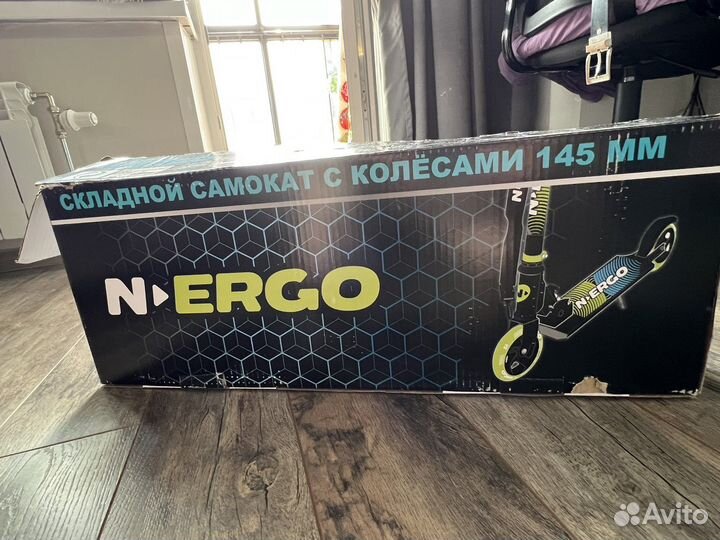 СКЛАДНОЙ САМОКАТ С КОЛЁСАМИ 145 ММ
N ERGO
N ERGO
Avito